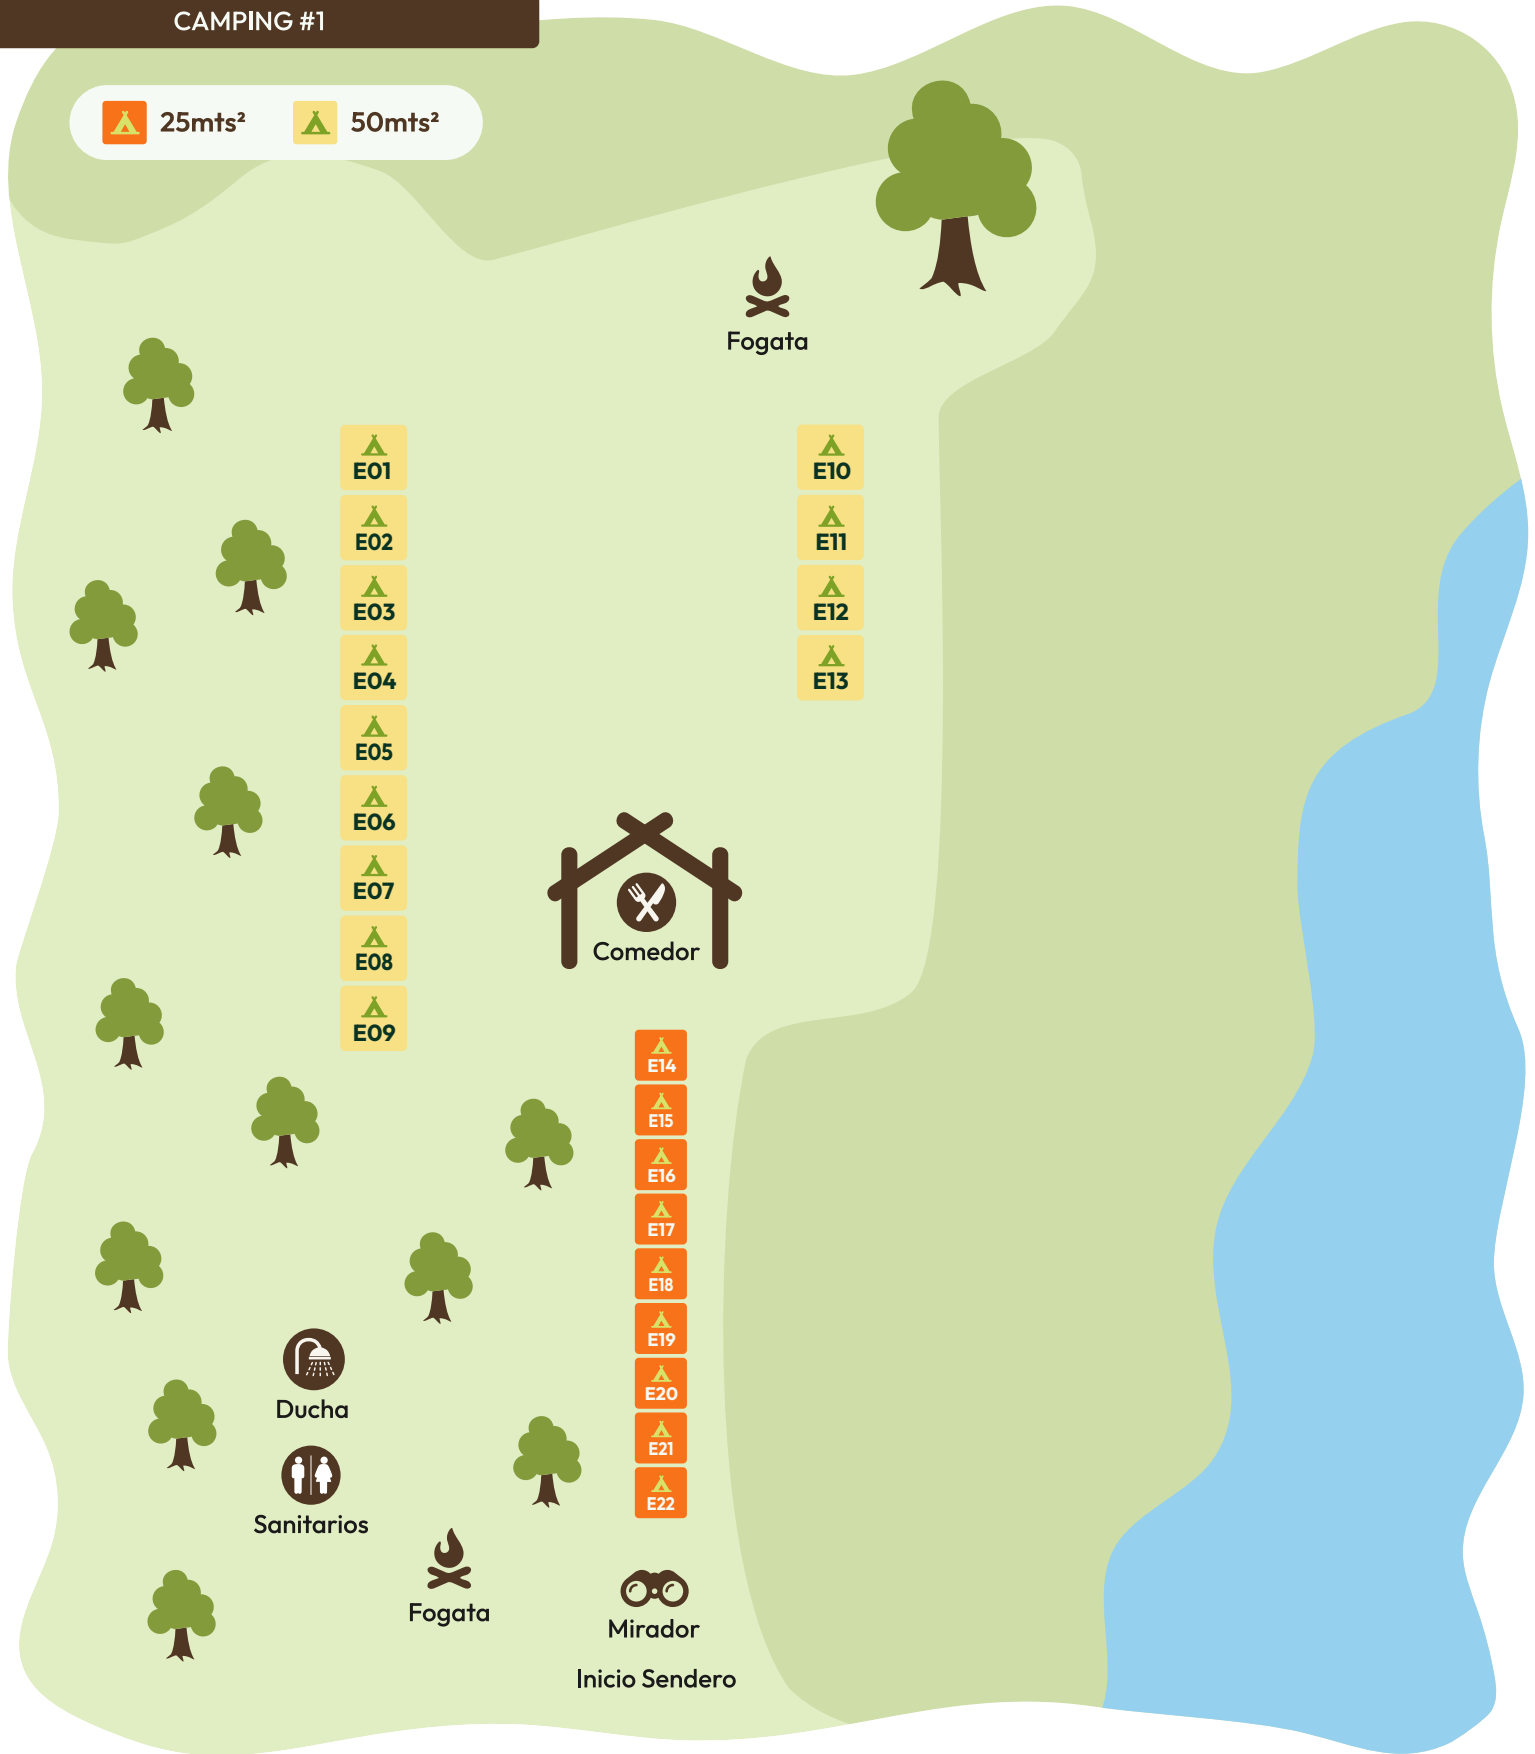 CAMPING #1
25mts²
50mts²
Fogata
E01
E02
E03
E04
E05
E06
E07
E08
E09
E10
E11
E12
E13
Comedor
E14
E15
E16
E17
E18
E19
E20
E21
E22
Ducha
Sanitarios
Fogata
Mirador
Inicio Sendero